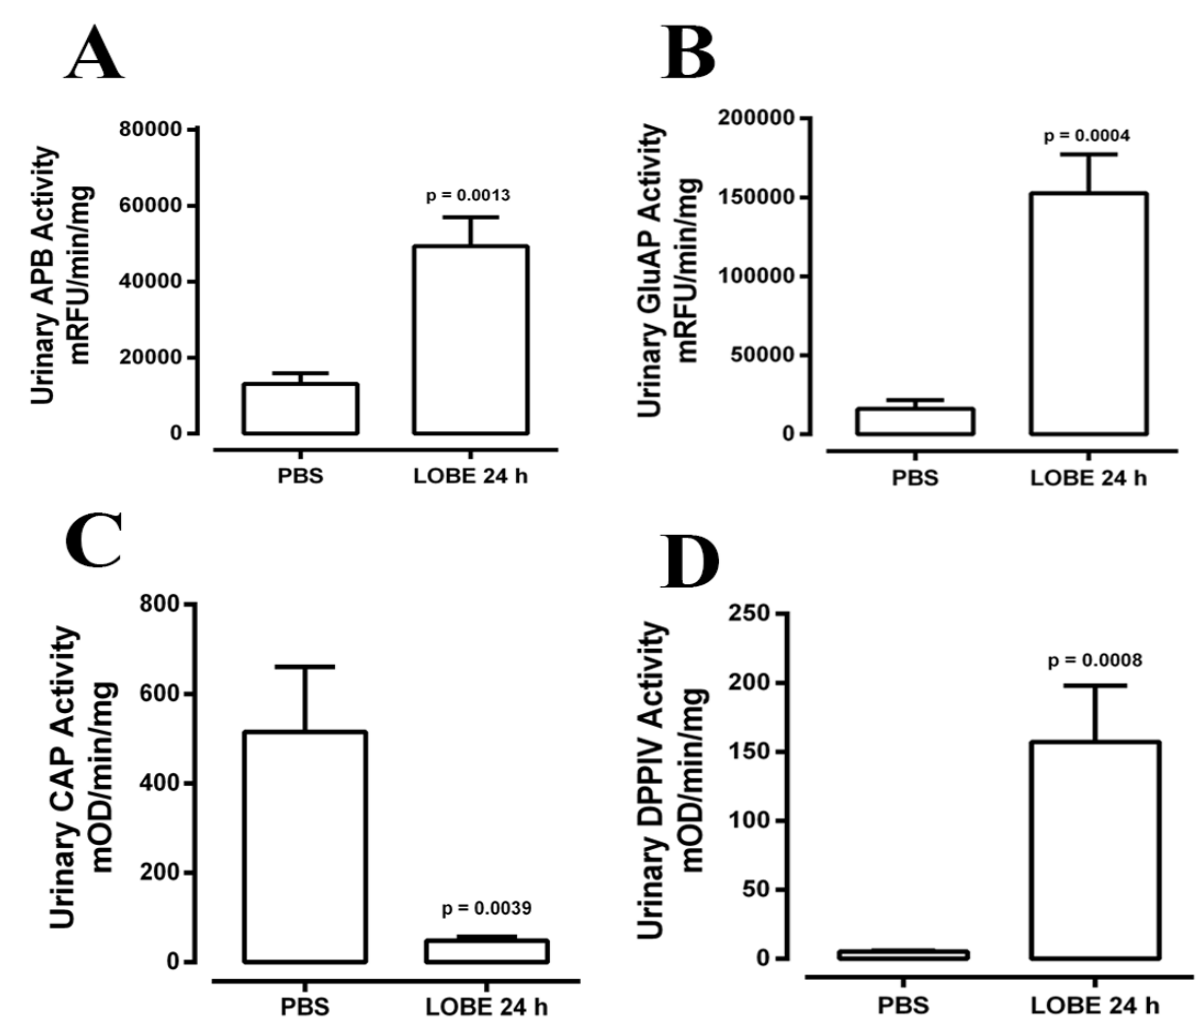 A
Urinary APB Activity
mRFU/min/mg
80000
60000
40000
20000
0
p = 0.0013
PBS
LOBE 24 h
B
Urinary GluAP Activity
mRFU/min/mg
200000
150000
100000
50000
0
p = 0.0004
PBS
LOBE 24 h
C
Urinary CAP Activity
mOD/min/mg
800
600
400
200
0
p = 0.0039
PBS
LOBE 24 h
D
Urinary DPPIV Activity
mOD/min/mg
250
200
150
100
50
0
p = 0.0008
PBS
LOBE 24 h